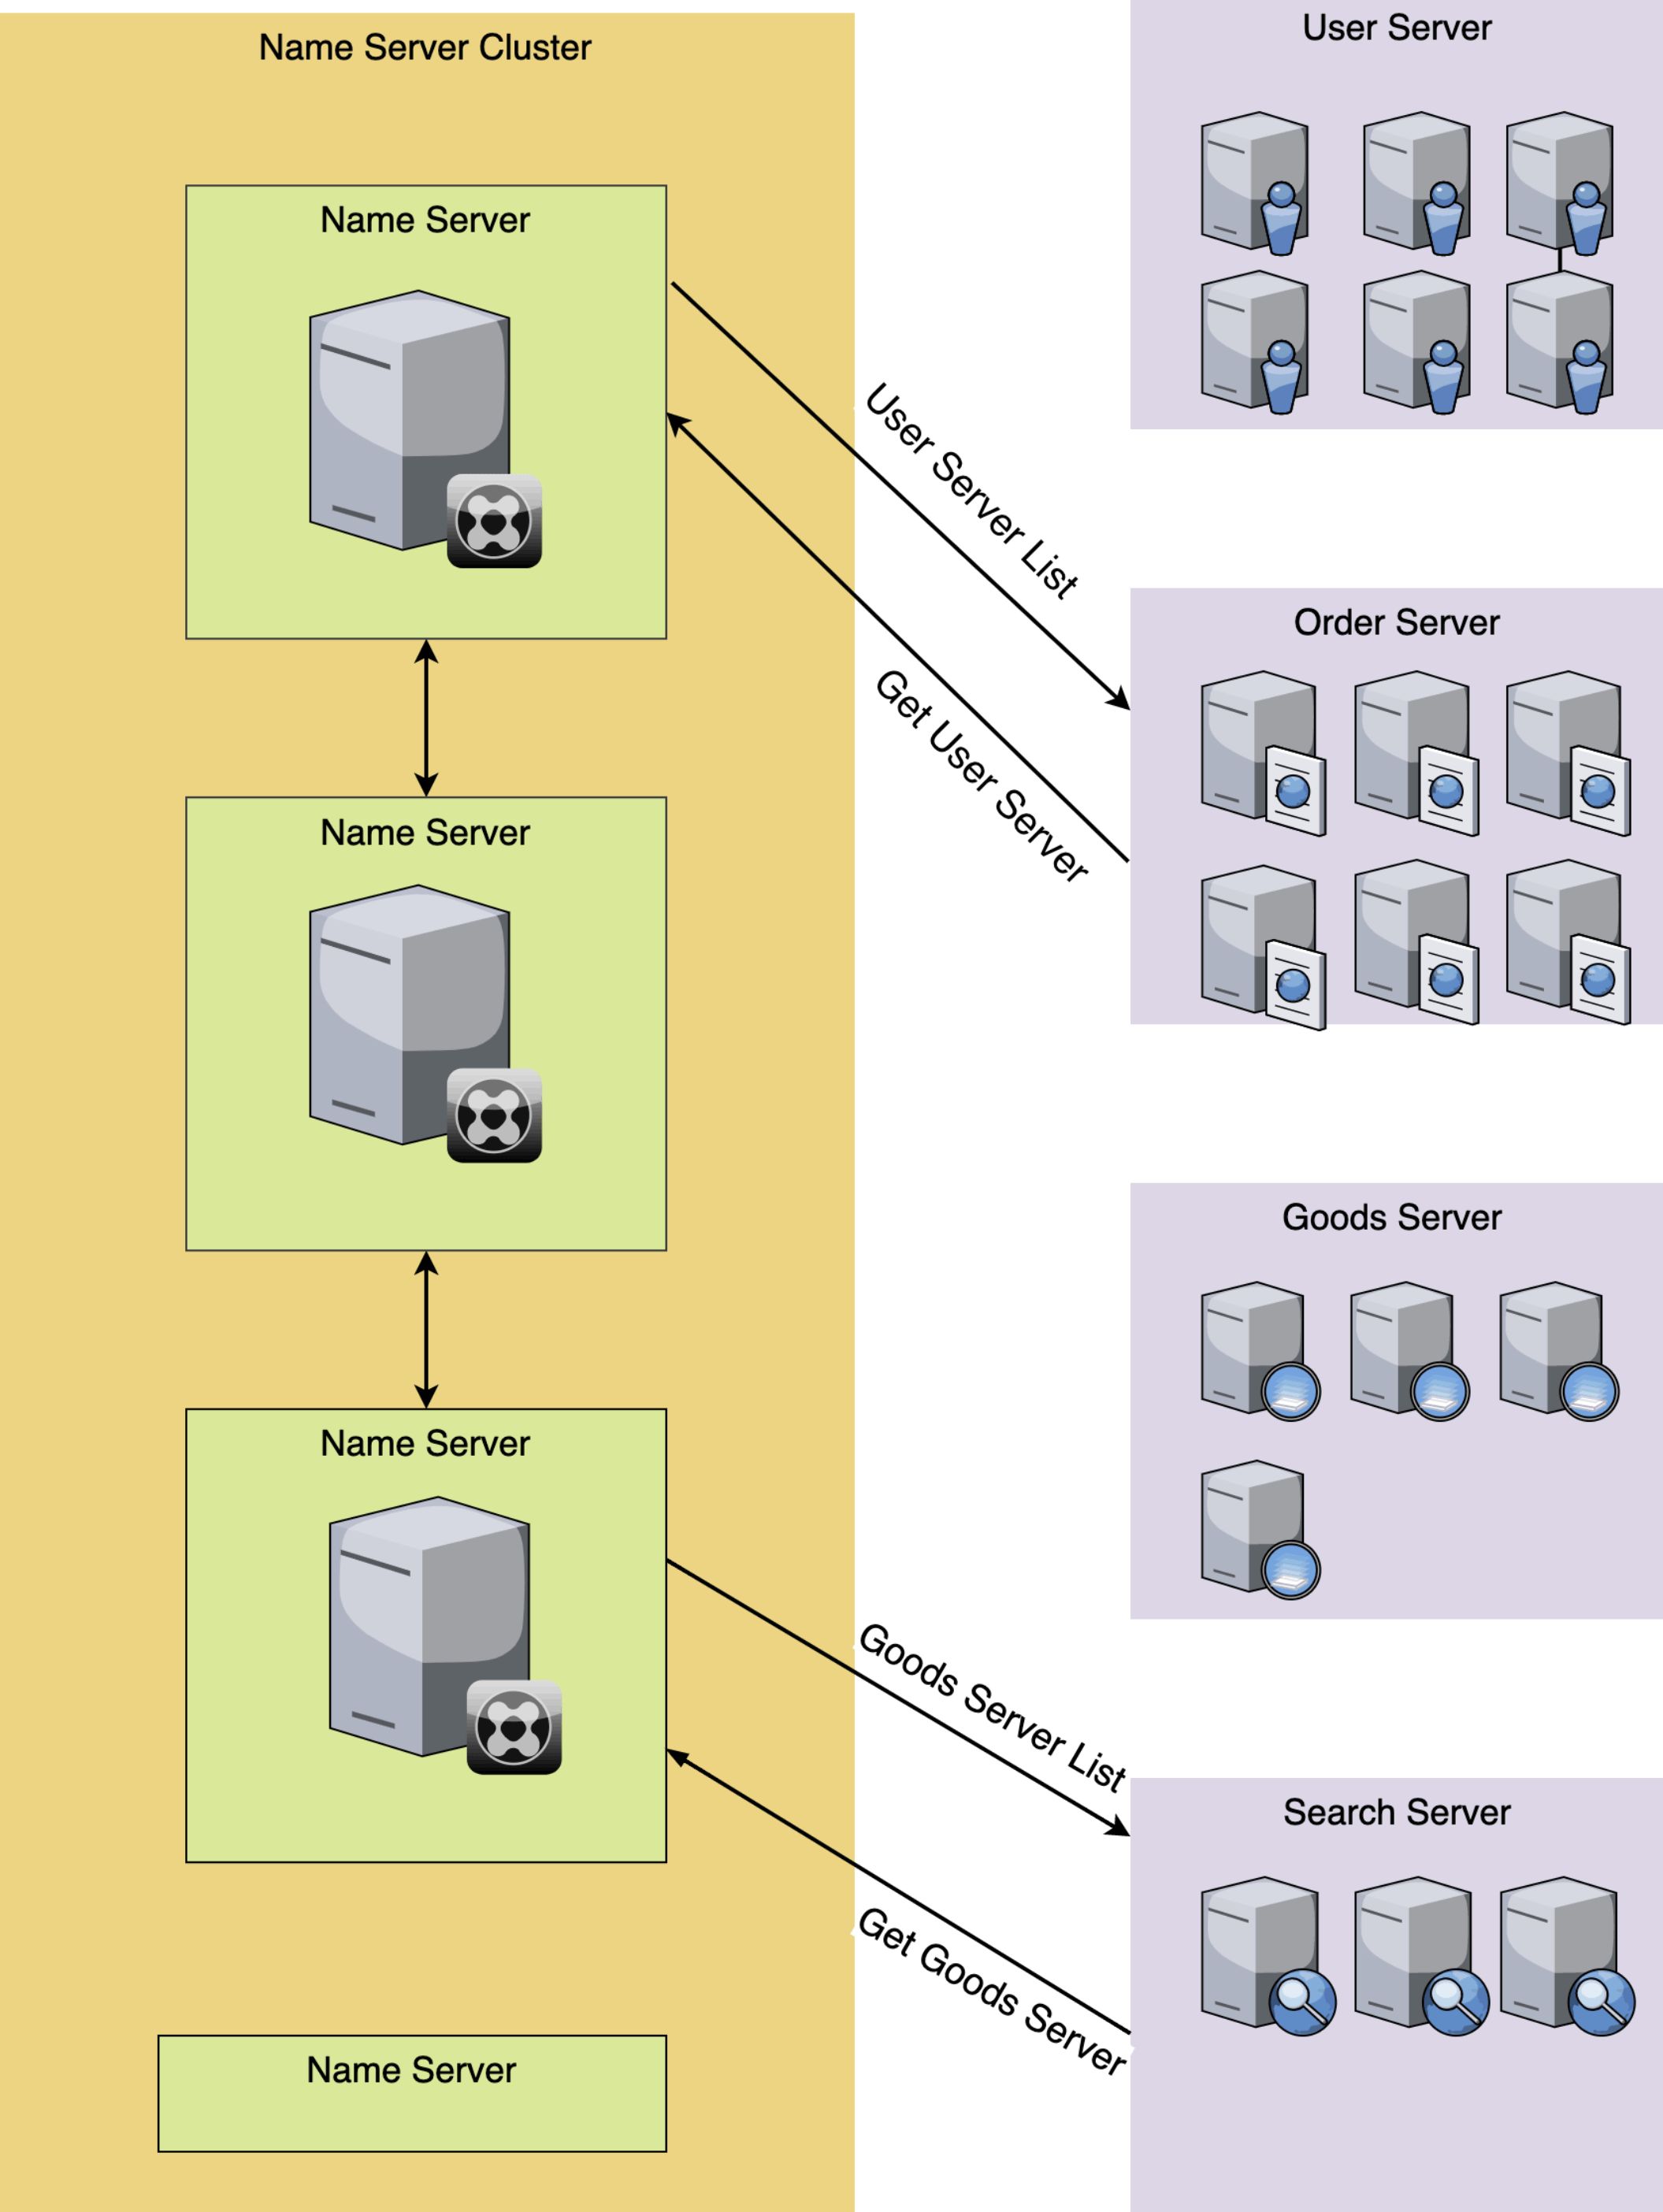 Name Server Cluster
User Server
Name Server
User Server List
Order Server
Get User Server
Name Server
Goods Server
Name Server
Goods Server List
Search Server
Get Goods Server
Name Server